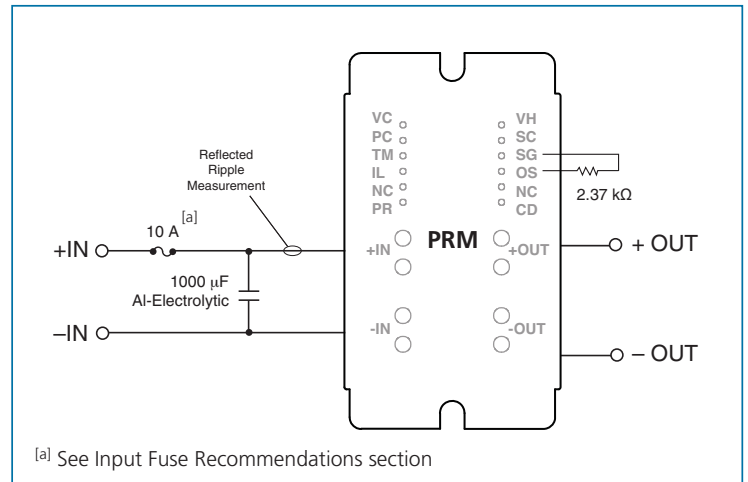 Reflected
Ripple
Measurement
10 A [a]
+IN
1000 µF
Al-Electrolytic
–IN
VC
PC
TM
IL
NC
PR
VH
SC
SG
OS
NC
CD
2.37 kΩ
+IN
PRM
+OUT
-IN
-OUT
+ OUT
– OUT
[a] See Input Fuse Recommendations section